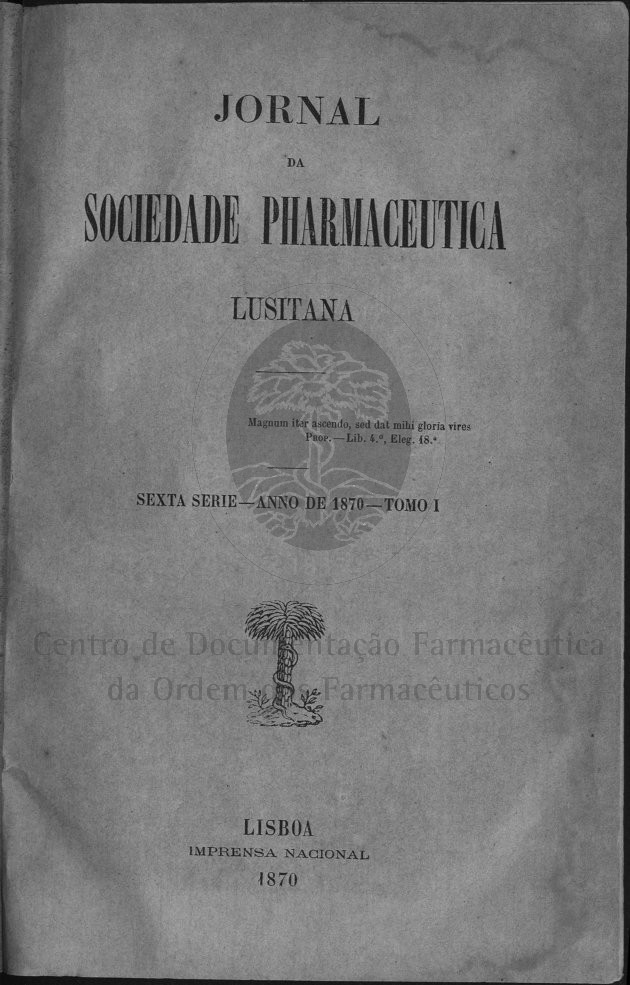 JORNAL
DA
SOCIEDADE PHARMACEUTICA
LUSITANA
Magnum iter ascendo, sed dat mihi gloria vires
PROP.—Lib. 4.º, Eleg. 18.ª
SEXTA SERIE—ANNO DE 1870—TOMO I
Centro de Documentação Farmacêutica
da Ordem dos Farmacêuticos
LISBOA
IMPRENSA NACIONAL
1870